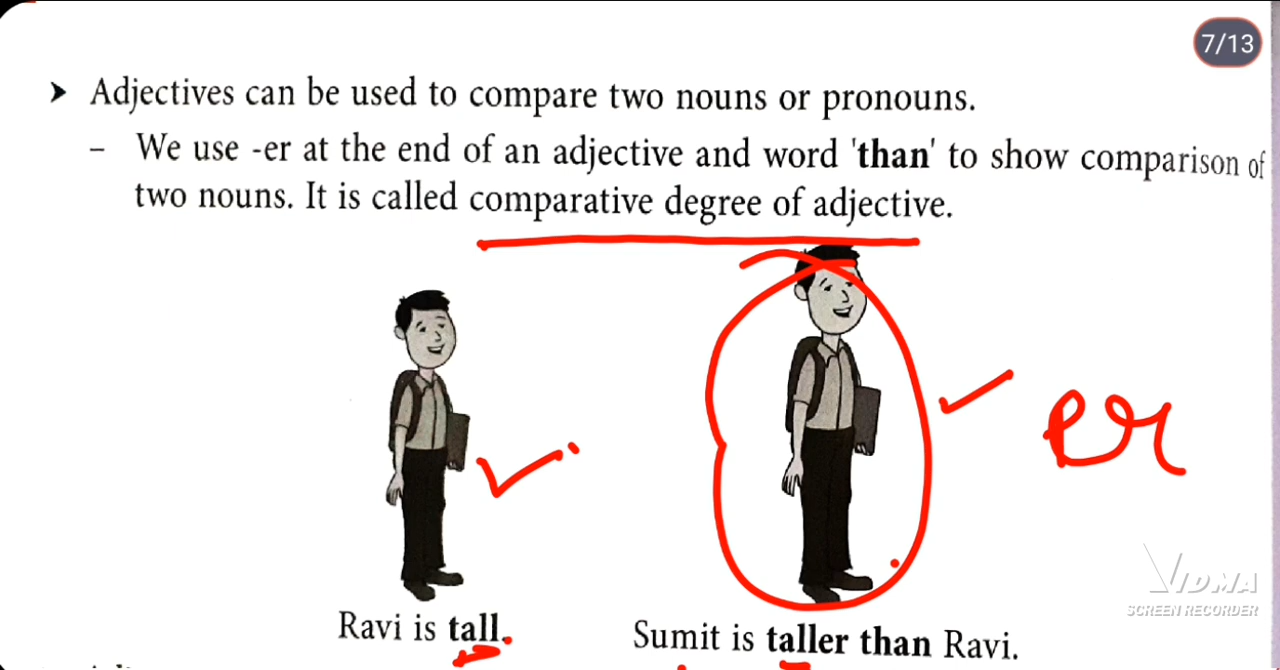 7/13
➤ Adjectives can be used to compare two nouns or pronouns.
– We use -er at the end of an adjective and word 'than' to show comparison of
two nouns. It is called comparative degree of adjective.
er
VIDMA
SCREEN RECORDER
Ravi is tall.
Sumit is taller than Ravi.